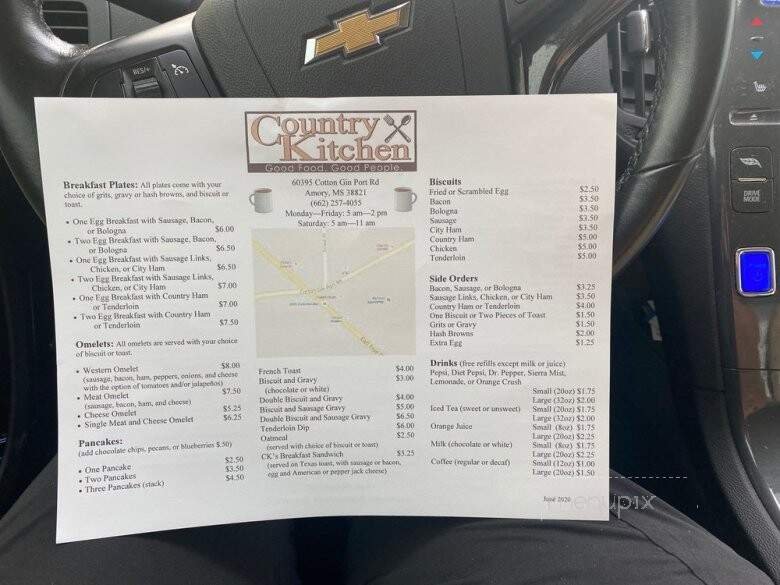 RES/+
Country
Kitchen
Good Food. Good People.
60395 Cotton Gin Port Rd
Amory, MS 38821
(662) 257-4055
Monday—Friday: 5 am—2 pm
Saturday: 5 am—11 am
Breakfast Plates: All plates come with your
choice of grits, gravy or hash browns, and biscuit or
toast.
• One Egg Breakfast with Sausage, Bacon,
or Bologna $6.00
• Two Egg Breakfast with Sausage, Bacon,
or Bologna $6.50
• One Egg Breakfast with Sausage Links,
Chicken, or City Ham $6.50
• Two Egg Breakfast with Sausage Links,
Chicken, or City Ham $7.00
• One Egg Breakfast with Country Ham
or Tenderloin $7.00
• Two Egg Breakfast with Country Ham
or Tenderloin $7.50
Omelets: All omelets are served with your choice
of biscuit or toast.
• Western Omelet $8.00
(sausage, bacon, ham, peppers, onions, and cheese
with the option of tomatoes and/or jalapeños)
• Meat Omelet $7.50
(sausage, bacon, ham, and cheese)
• Cheese Omelet $5.25
• Single Meat and Cheese Omelet $6.25
Pancakes:
(add chocolate chips, pecans, or blueberries $.50)
• One Pancake $2.50
• Two Pancakes $3.50
• Three Pancakes (stack) $4.50
French Toast $4.00
Biscuit and Gravy $3.00
(chocolate or white)
Double Biscuit and Gravy $4.00
Biscuit and Sausage Gravy $5.00
Double Biscuit and Sausage Gravy $6.50
Tenderloin Dip $6.00
Oatmeal $2.50
(served with choice of biscuit or toast)
CK's Breakfast Sandwich $5.25
(served on Texas toast, with sausage or bacon,
egg and American or pepper jack cheese)
Biscuits
Fried or Scrambled Egg $2.50
Bacon $3.50
Bologna $3.50
Sausage $3.50
City Ham $3.50
Country Ham $5.00
Chicken $5.00
Tenderloin $5.00
Side Orders
Bacon, Sausage, or Bologna $3.25
Sausage Links, Chicken, or City Ham $3.50
Country Ham or Tenderloin $4.00
One Biscuit or Two Pieces of Toast $1.50
Grits or Gravy $1.50
Hash Browns $2.00
Extra Egg $1.25
Drinks (free refills except milk or juice)
Pepsi, Diet Pepsi, Dr. Pepper, Sierra Mist,
Lemonade, or Orange Crush
Small (20oz) $1.75
Large (32oz) $2.00
Iced Tea (sweet or unsweet) Small (20oz) $1.75
Large (32oz) $2.00
Orange Juice Small (8oz) $1.75
Large (20oz) $2.25
Milk (chocolate or white) Small (8oz) $1.75
Large (20oz) $2.25
Coffee (regular or decaf) Small (12oz) $1.00
Large (20oz) $1.50
June 2020
menupix
DRIVE
MODE